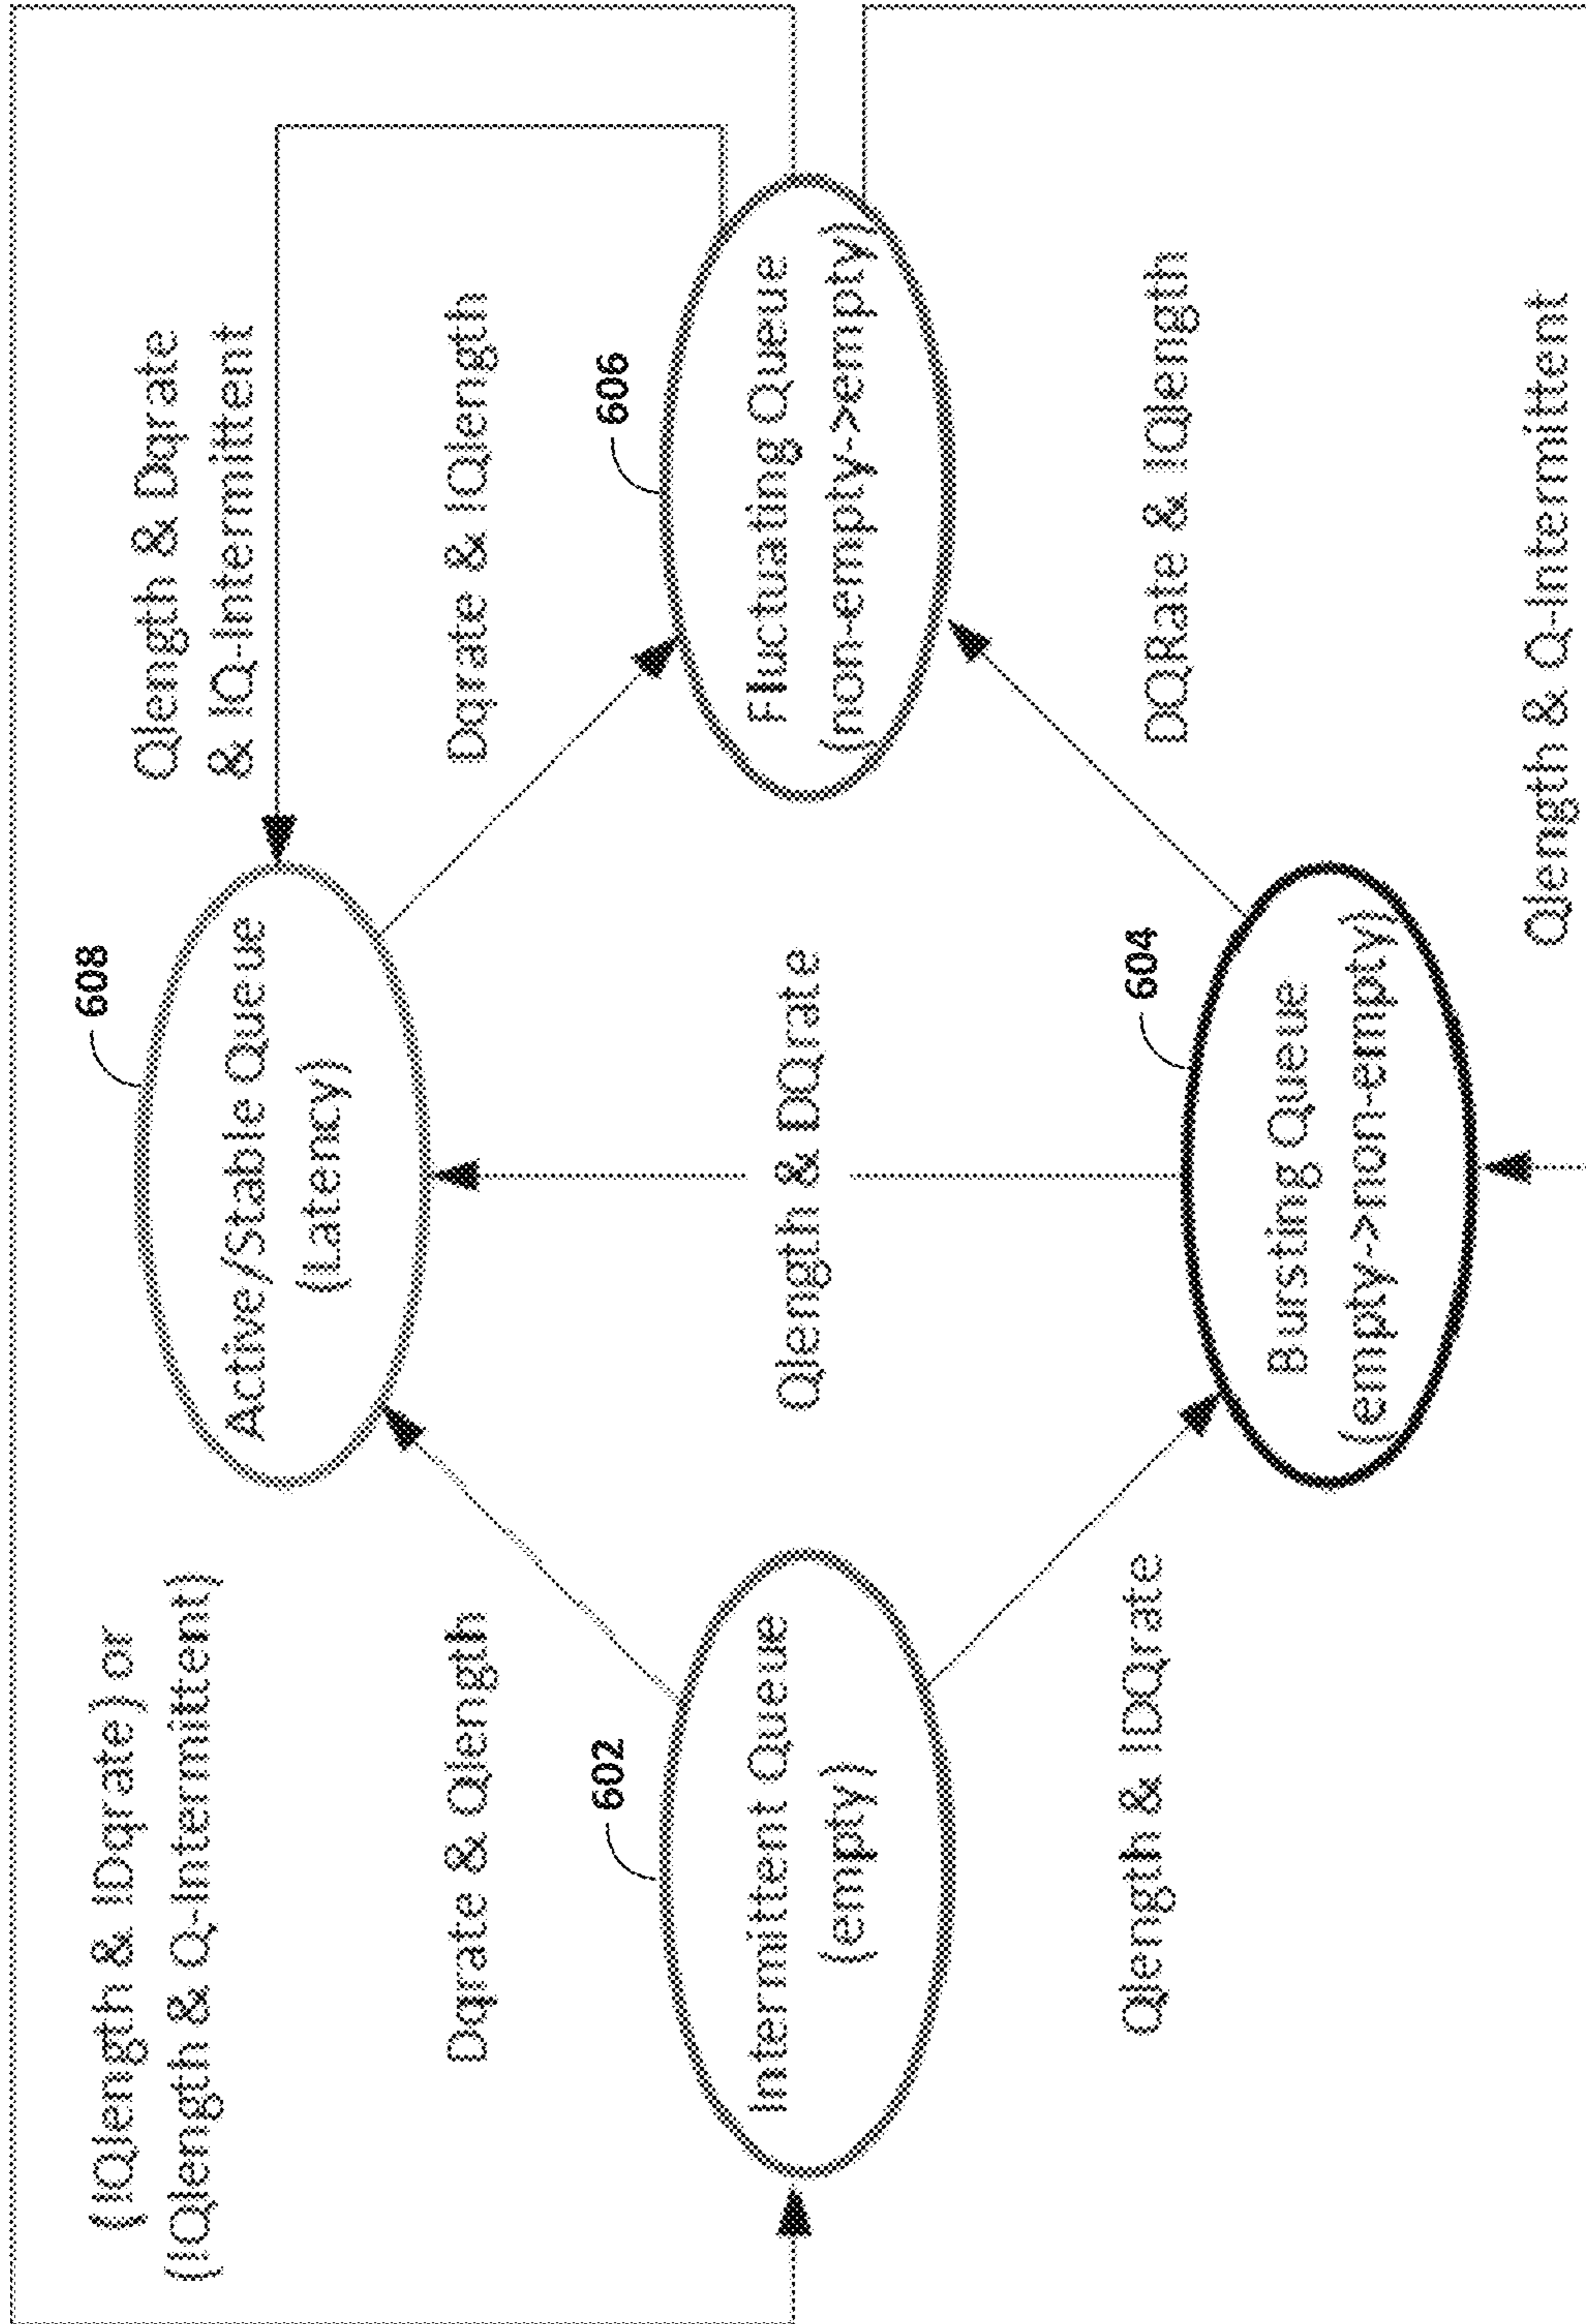 (!Qlength & !Dqrate) or
(!Qlength & Q-Intermittent)
608
Qlength & Dqrate
& !Q-Intermittent
Active/Stable Queue
(Latency)
Dqrate & Qlength
Dqrate & !Qlength
602
606
Intermittent Queue
(empty)
Qlength & DQrate
Fluctuating Queue
(non-empty->empty)
Qlength & !DQrate
604
DQRate & !Qlength
Bursting Queue
(empty->non-empty)
Qlength & Q-Intermittent